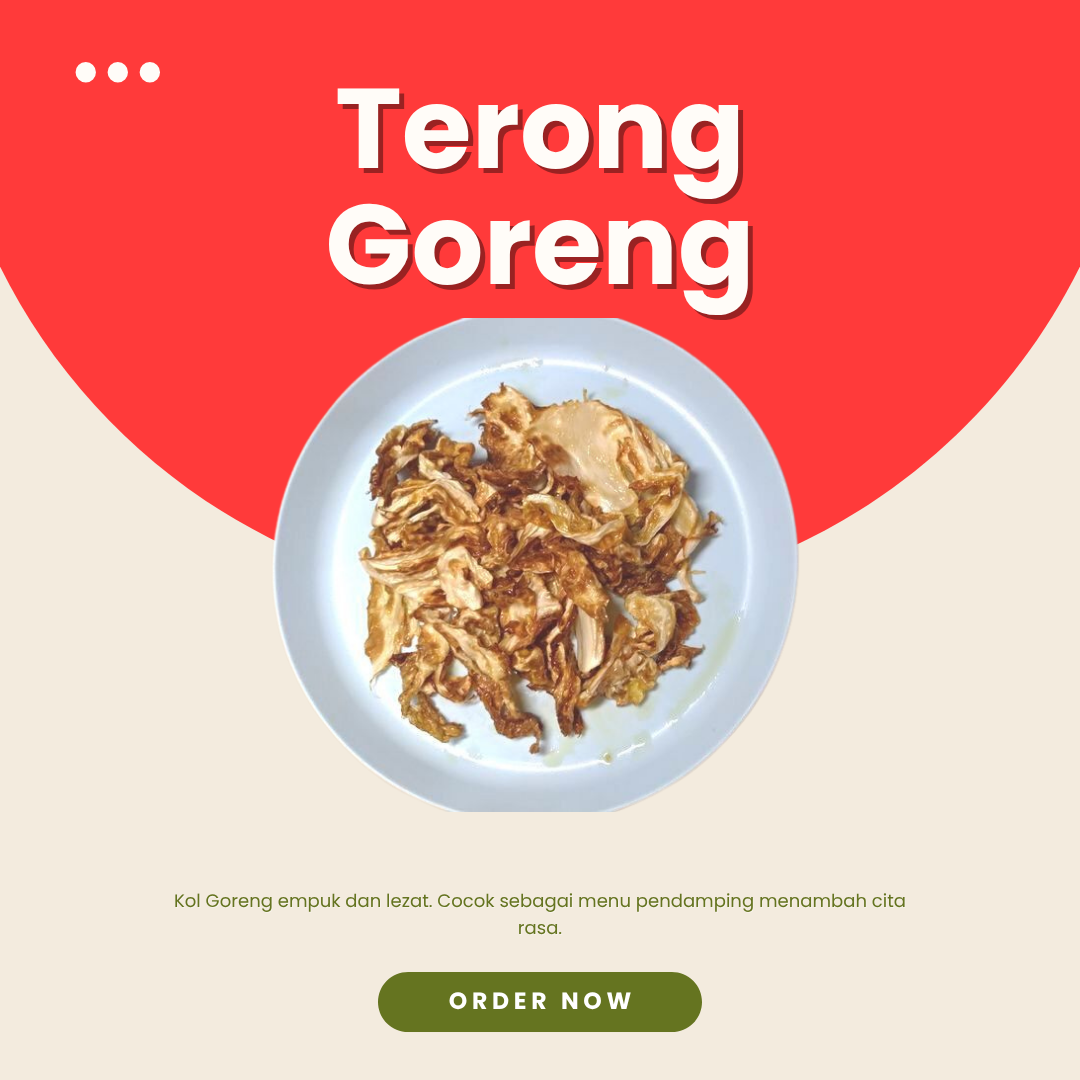 Terong
Goreng
Kol Goreng empuk dan lezat. Cocok sebagai menu pendamping menambah cita
rasa.
ORDER NOW